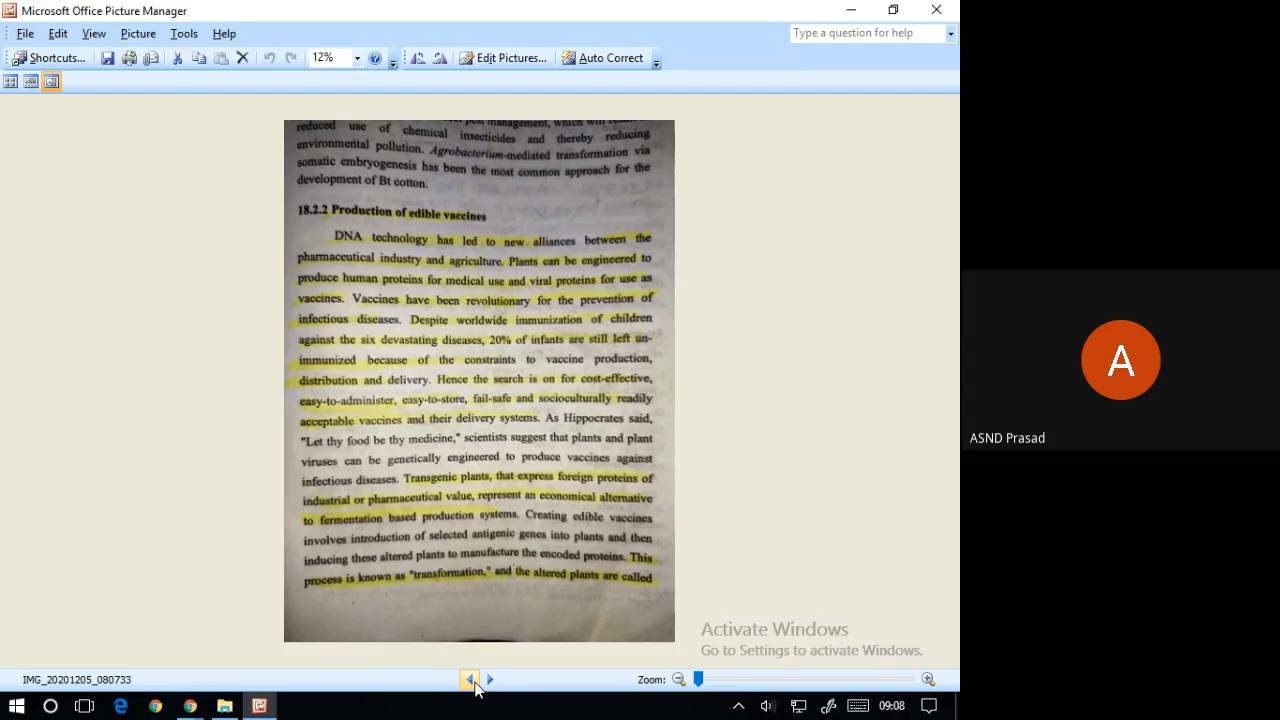 Microsoft Office Picture Manager
File Edit View Picture Tools Help
Type a question for help
Shortcuts... 12% Edit Pictures... Auto Correct
reduced use of chemical insecticides and thereby reducing
environmental pollution. Agrobacterium-mediated transformation via
somatic embryogenesis has been the most common approach for the
development of Bt cotton.
18.2.2 Production of edible vaccines
DNA technology has led to new alliances between the
pharmaceutical industry and agriculture. Plants can be engineered to
produce human proteins for medical use and viral proteins for use as
vaccines. Vaccines have been revolutionary for the prevention of
infectious diseases. Despite worldwide immunization of children
against the six devastating diseases, 20% of infants are still left un-
immunized because of the constraints to vaccine production,
distribution and delivery. Hence the search is on for cost-effective,
easy-to-administer, easy-to-store, fail-safe and socioculturally readily
acceptable vaccines and their delivery systems. As Hippocrates said,
"Let thy food be thy medicine," scientists suggest that plants and plant
viruses can be genetically engineered to produce vaccines against
infectious diseases. Transgenic plants, that express foreign proteins of
industrial or pharmaceutical value, represent an economical alternative
to fermentation based production systems. Creating edible vaccines
involves introduction of selected antigenic genes into plants and then
inducing these altered plants to manufacture the encoded proteins. This
process is known as "transformation," and the altered plants are called
A
ASND Prasad
Activate Windows
Go to Settings to activate Windows.
IMG_20201205_080733
Zoom:
09:08